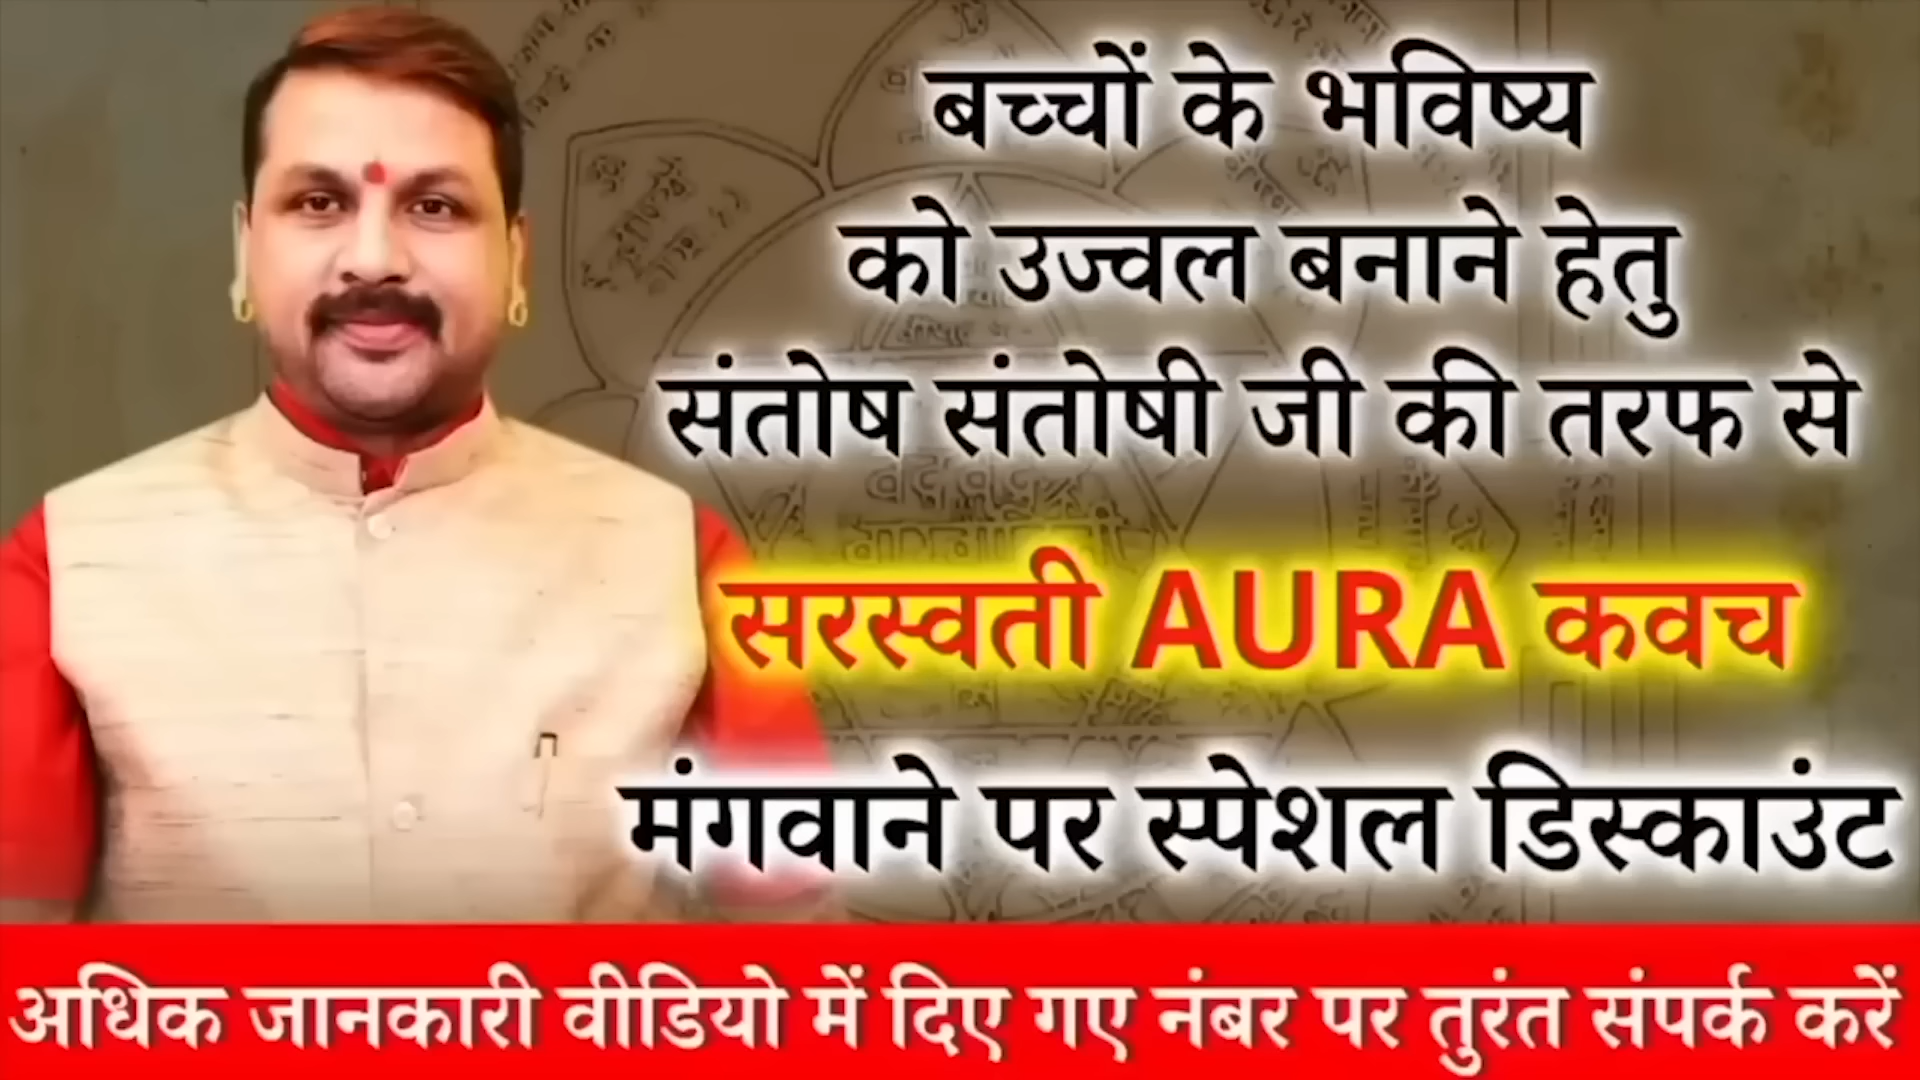 बच्चों के भविष्य
को उज्वल बनाने हेतु
संतोष संतोषी जी की तरफ से
सरस्वती AURA कवच
मंगवाने पर स्पेशल डिस्काउंट
अधिक जानकारी वीडियो में दिए गए नंबर पर तुरंत संपर्क करें